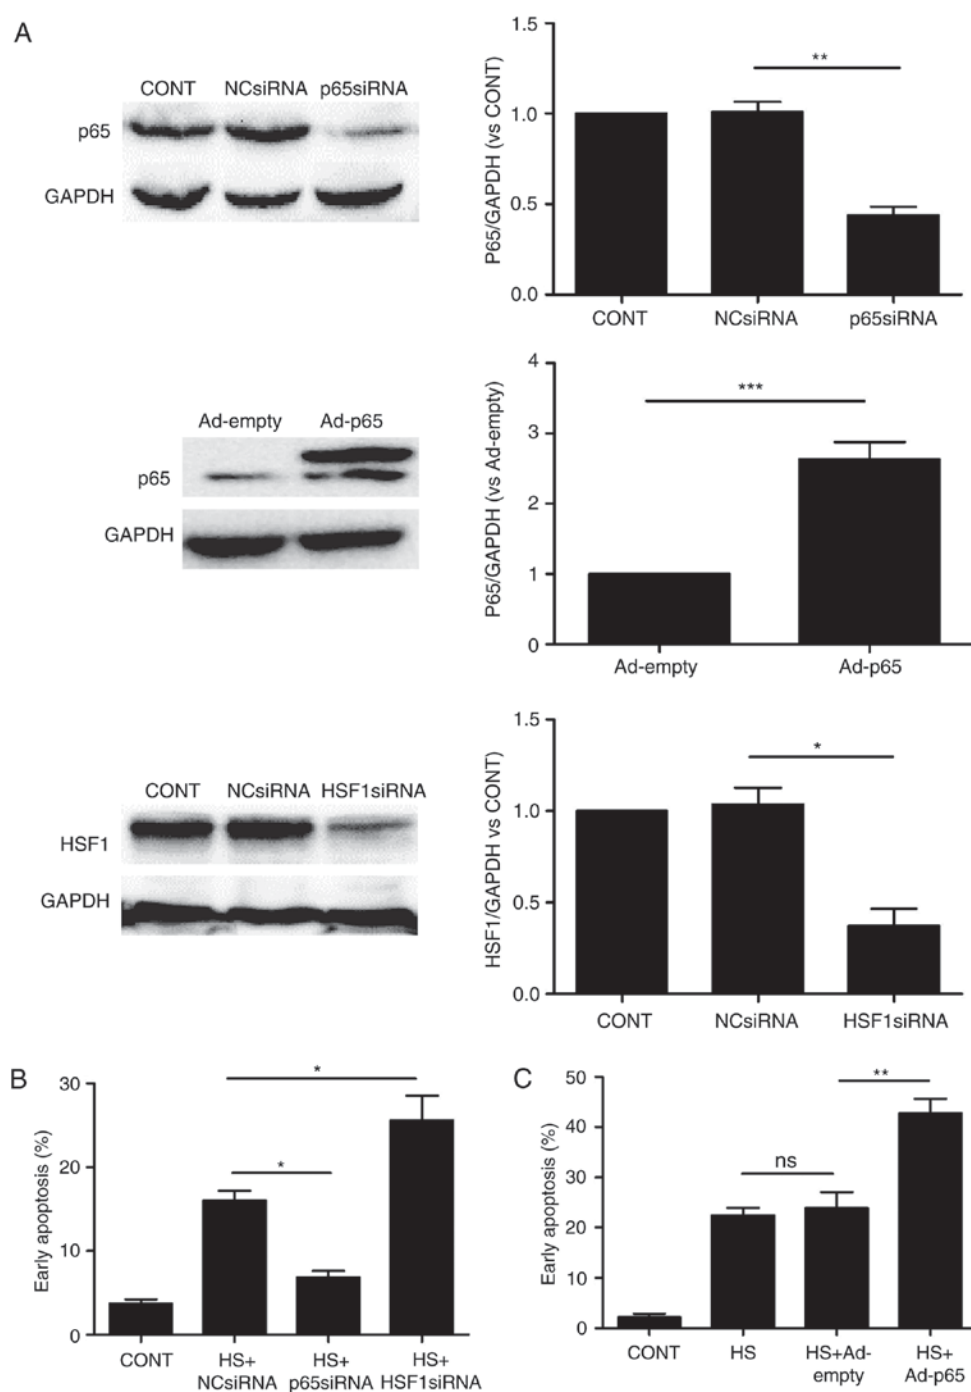 A
CONT NCsiRNA p65siRNA
p65
GAPDH
P65/GAPDH (vs CONT)
1.5
1.0
0.5
0.0
**
CONT NCsiRNA p65siRNA
Ad-empty Ad-p65
p65
GAPDH
P65/GAPDH (vs Ad-empty)
4
3
2
1
0
***
Ad-empty Ad-p65
CONT NCsiRNA HSF1siRNA
HSF1
GAPDH
HSF1/GAPDH vs CONT)
1.5
1.0
0.5
0.0
*
CONT NCsiRNA HSF1siRNA
B
Early apoptosis (%)
30
20
10
0
*
*
CONT HS+ HS+ HS+
NCsiRNA p65siRNA HSF1siRNA
C
Early apoptosis (%)
50
40
30
20
10
0
**
ns
CONT HS HS+Ad- HS+
empty Ad-p65